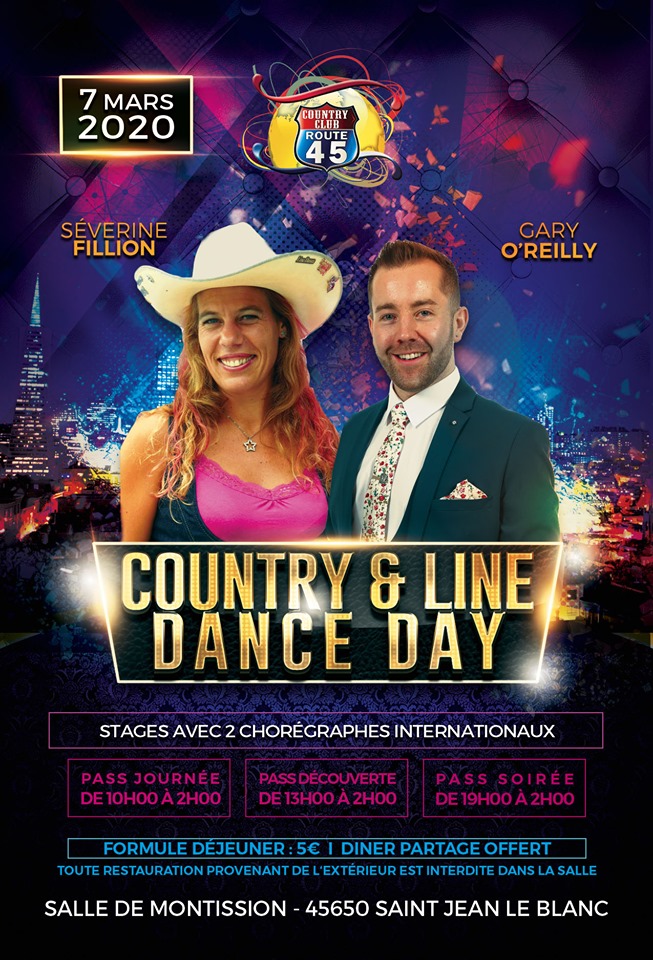 7 MARS
2020
COUNTRY
CLUB
ROUTE
45
SÉVERINE
FILLION
GARY
O'REILLY
COUNTRY & LINE
DANCE DAY
STAGES AVEC 2 CHORÉGRAPHES INTERNATIONAUX
PASS JOURNÉE
DE 10H00 À 2H00
PASS DÉCOUVERTE
DE 13H00 À 2H00
PASS SOIRÉE
DE 19H00 À 2H00
FORMULE DÉJEUNER : 5€ I DINER PARTAGE OFFERT
TOUTE RESTAURATION PROVENANT DE L'EXTÉRIEUR EST INTERDITE DANS LA SALLE
SALLE DE MONTISSION - 45650 SAINT JEAN LE BLANC